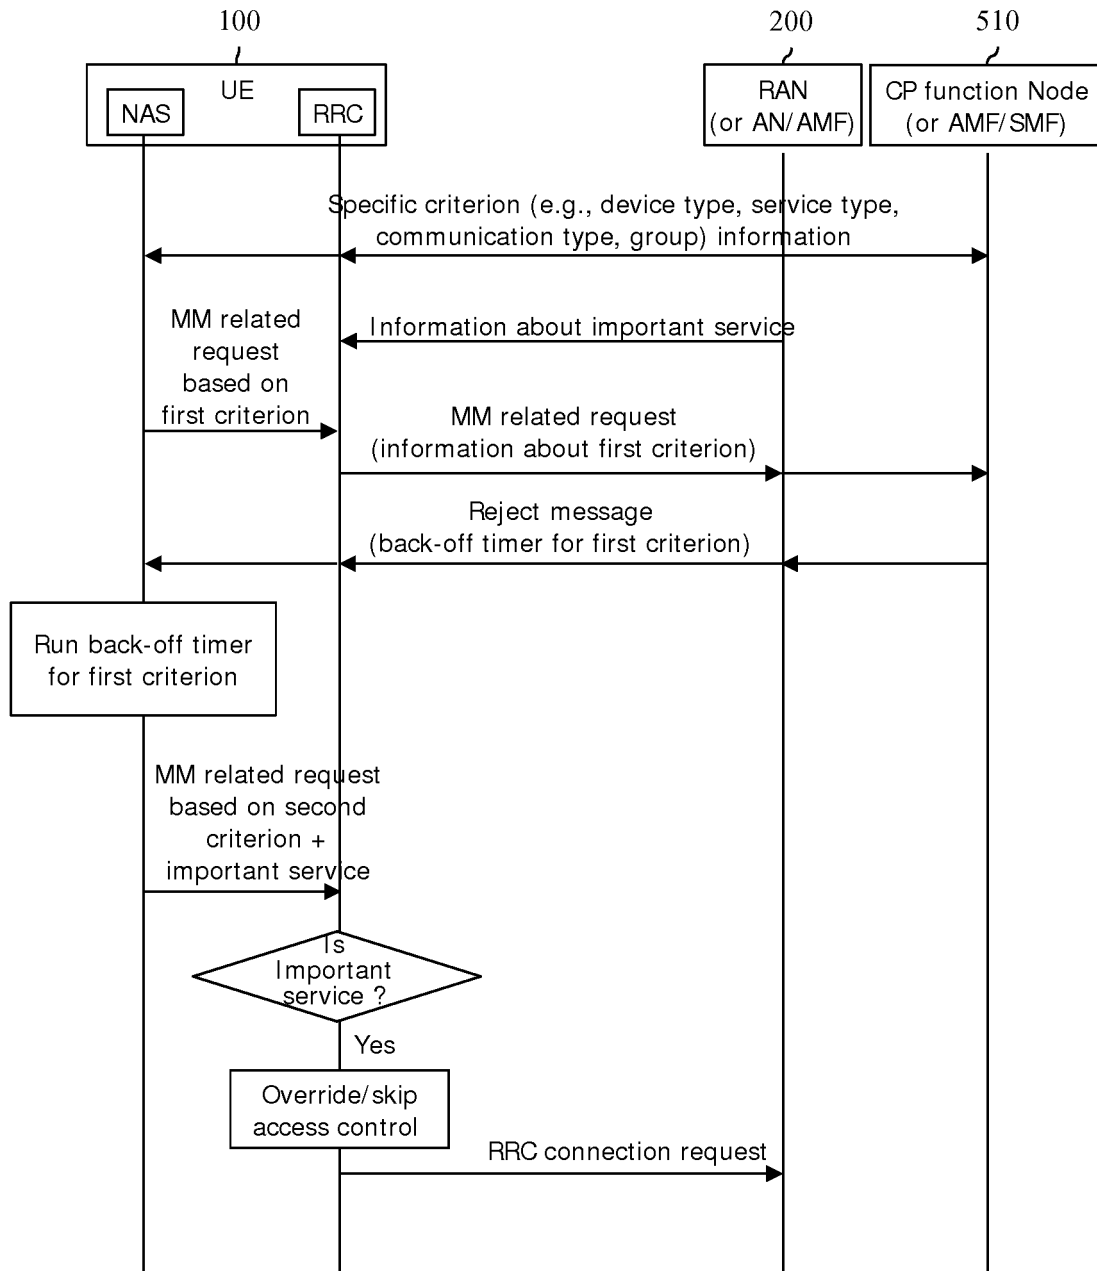 100
200
510
UE
NAS
RRC
RAN
(or AN/AMF)
CP function Node
(or AMF/SMF)
Specific criterion (e.g., device type, service type,
communication type, group) information
Information about important service
MM related
request
based on
first criterion
MM related request
(information about first criterion)
Reject message
(back-off timer for first criterion)
Run back-off timer
for first criterion
MM related request
based on second
criterion +
important service
Is
Important
service ?
Yes
Override/skip
access control
RRC connection request